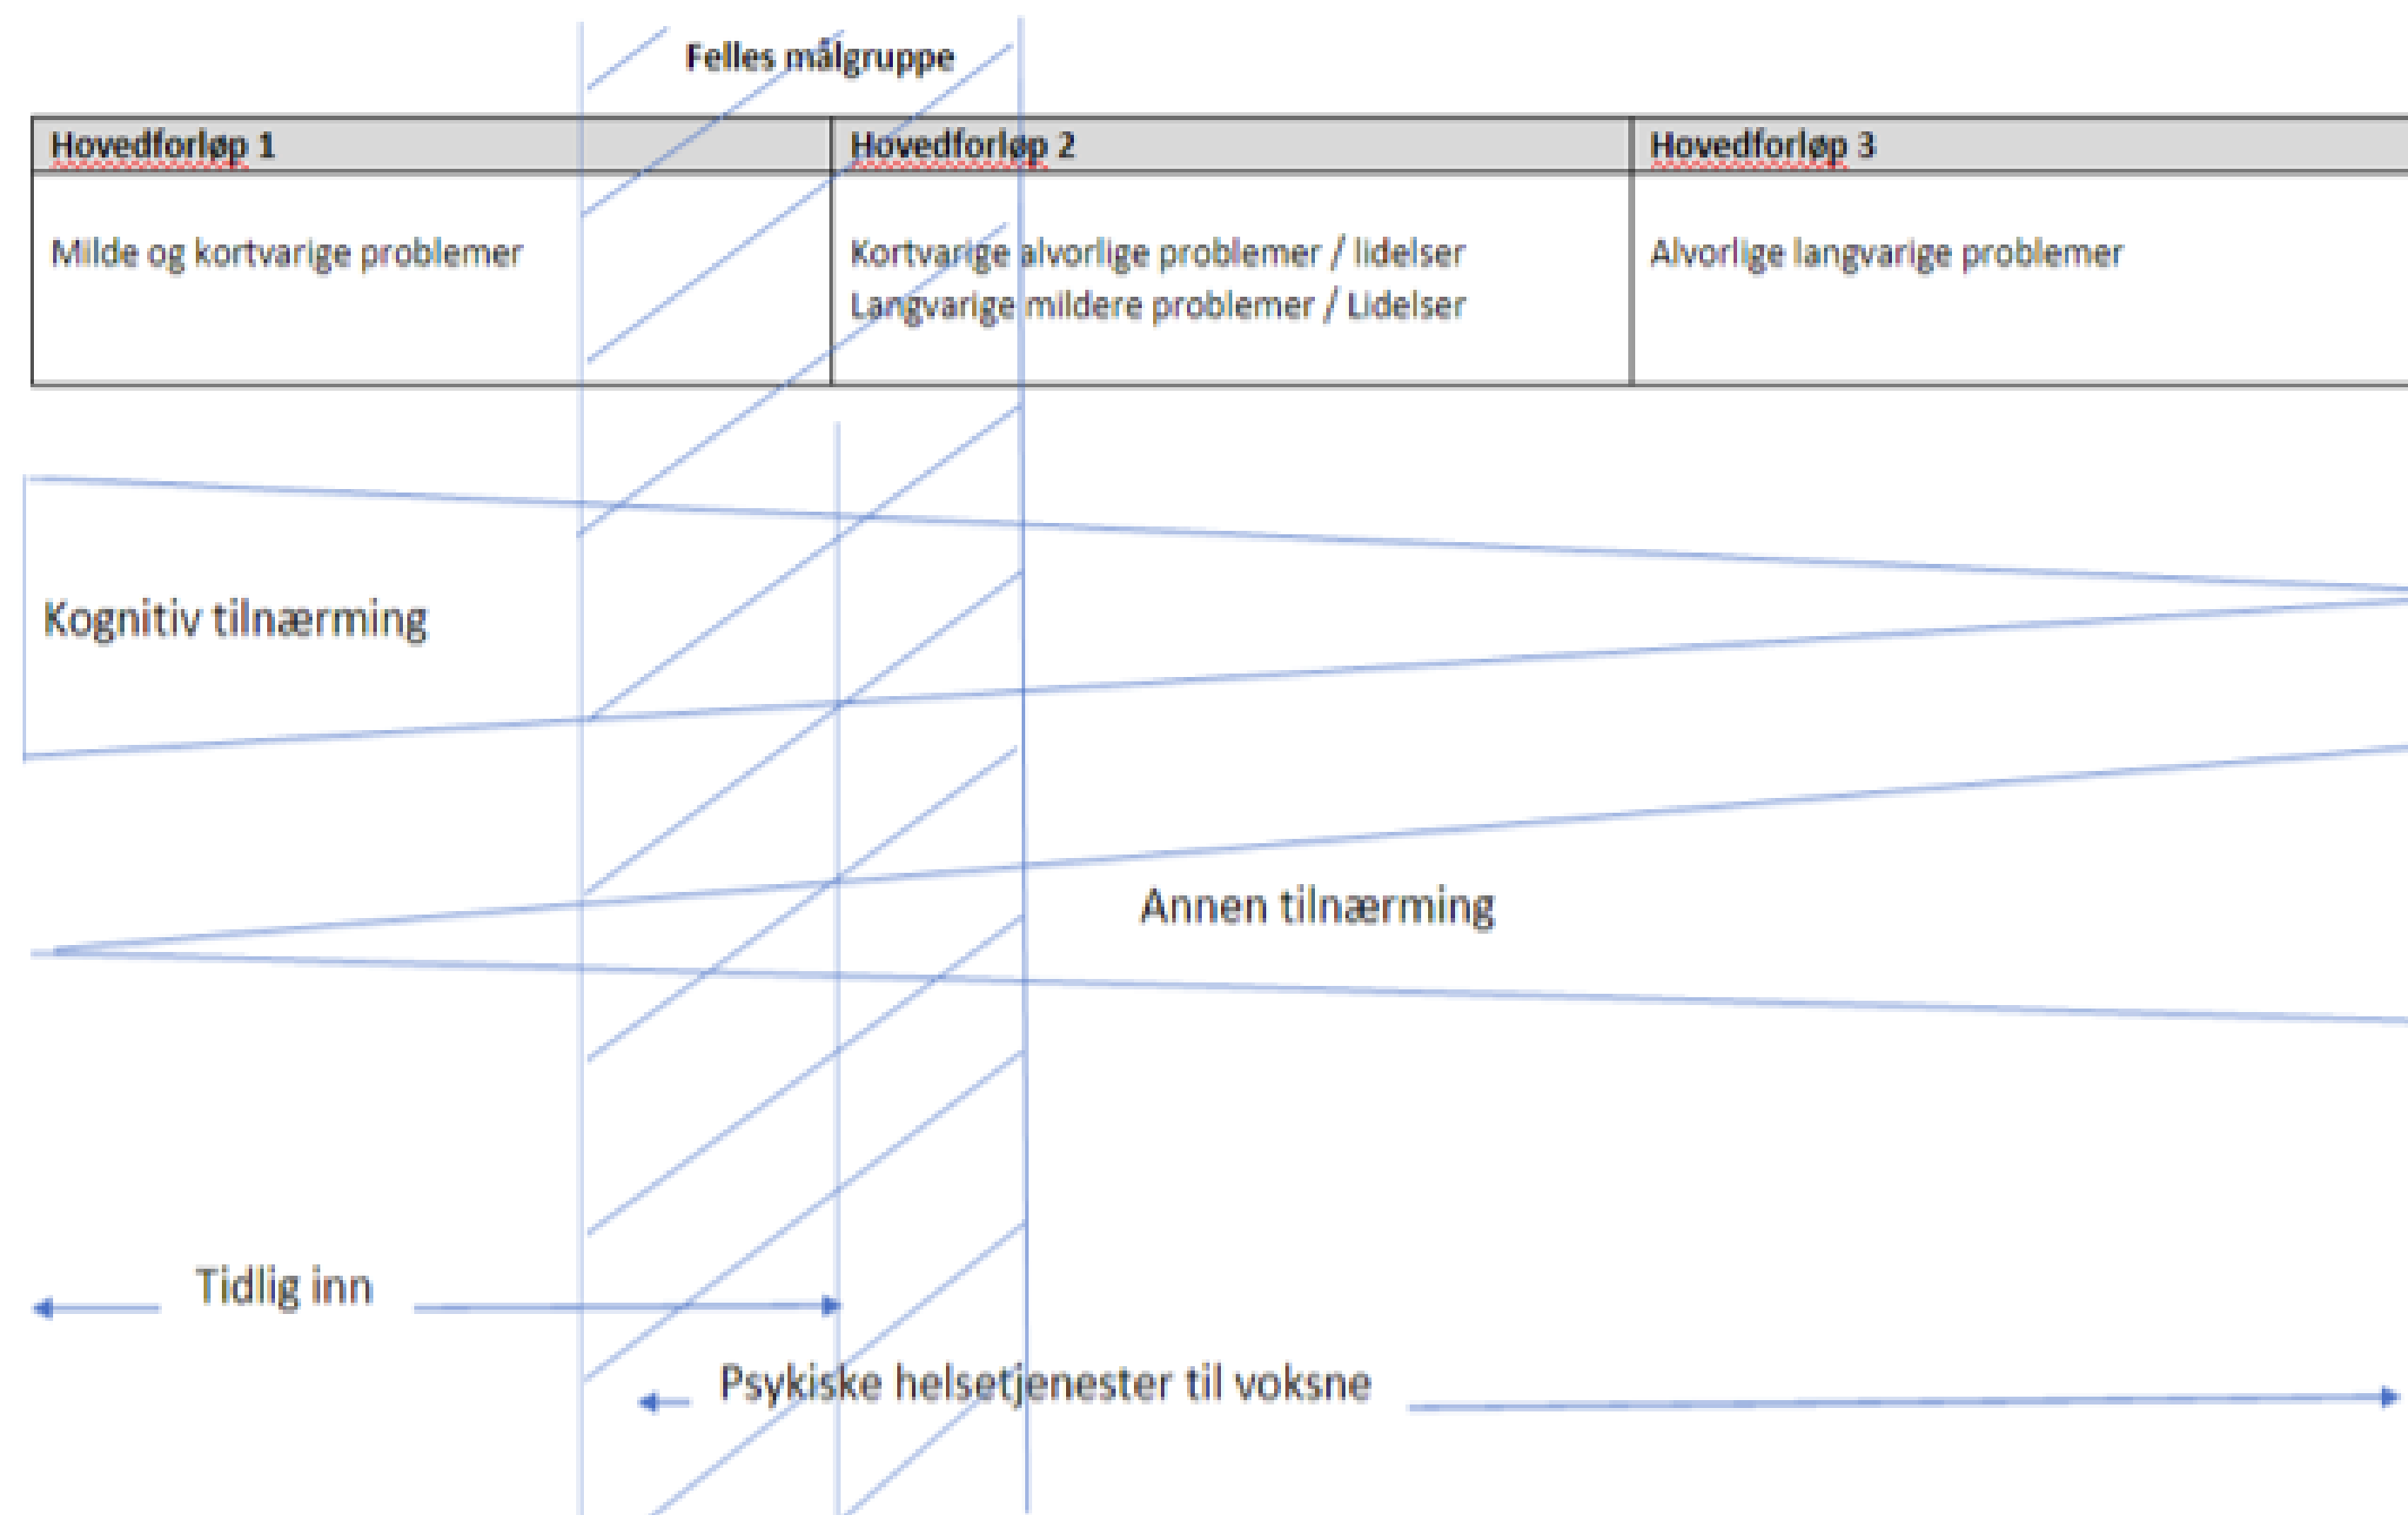 Felles målgruppe
Hovedforløp 1
Hovedforløp 2
Hovedforløp 3
Milde og kortvarige problemer
Kortvarige alvorlige problemer / lidelser
Langvarige mildere problemer / Lidelser
Alvorlige langvarige problemer
Kognitiv tilnærming
Annen tilnærming
Tidlig inn
Psykiske helsetjenester til voksne